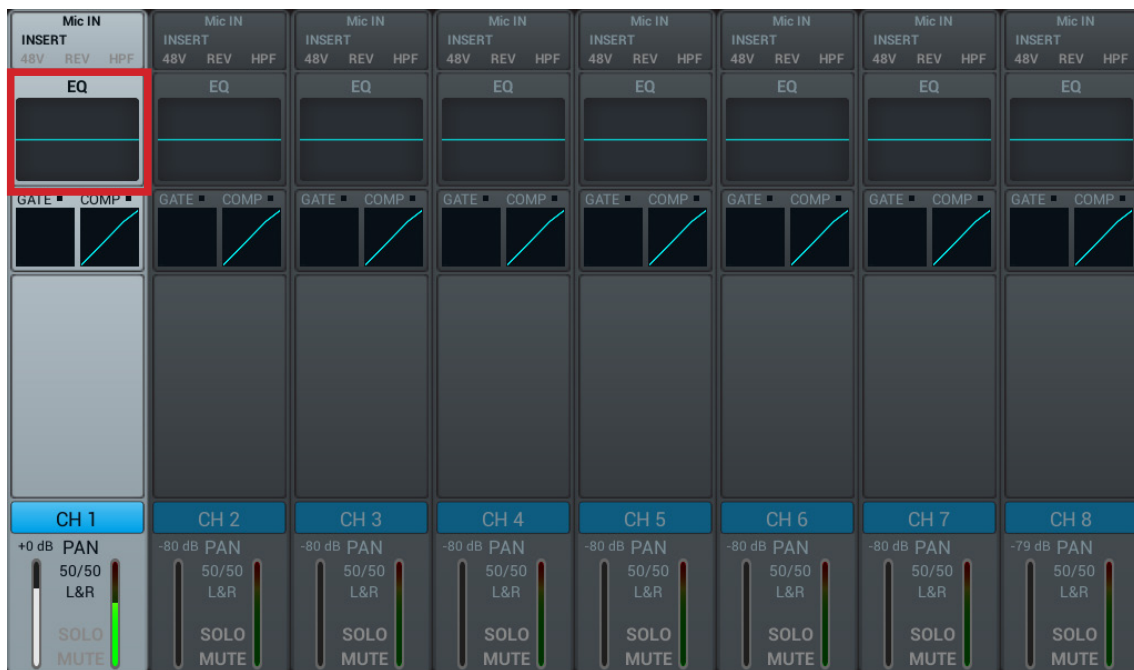 Mic IN Mic IN Mic IN Mic IN Mic IN Mic IN Mic IN Mic IN
INSERT INSERT INSERT INSERT INSERT INSERT INSERT INSERT
48V REV HPF 48V REV HPF 48V REV HPF 48V REV HPF 48V REV HPF 48V REV HPF 48V REV HPF 48V REV HPF
EQ EQ EQ EQ EQ EQ EQ EQ
GATE COMP GATE COMP GATE COMP GATE COMP GATE COMP GATE COMP GATE COMP GATE COMP
CH 1 CH 2 CH 3 CH 4 CH 5 CH 6 CH 7 CH 8
+0 dB PAN -80 dB PAN -80 dB PAN -80 dB PAN -80 dB PAN -80 dB PAN -80 dB PAN -79 dB PAN
50/50 50/50 50/50 50/50 50/50 50/50 50/50 50/50
L&R L&R L&R L&R L&R L&R L&R L&R
SOLO SOLO SOLO SOLO SOLO SOLO SOLO SOLO
MUTE MUTE MUTE MUTE MUTE MUTE MUTE MUTE